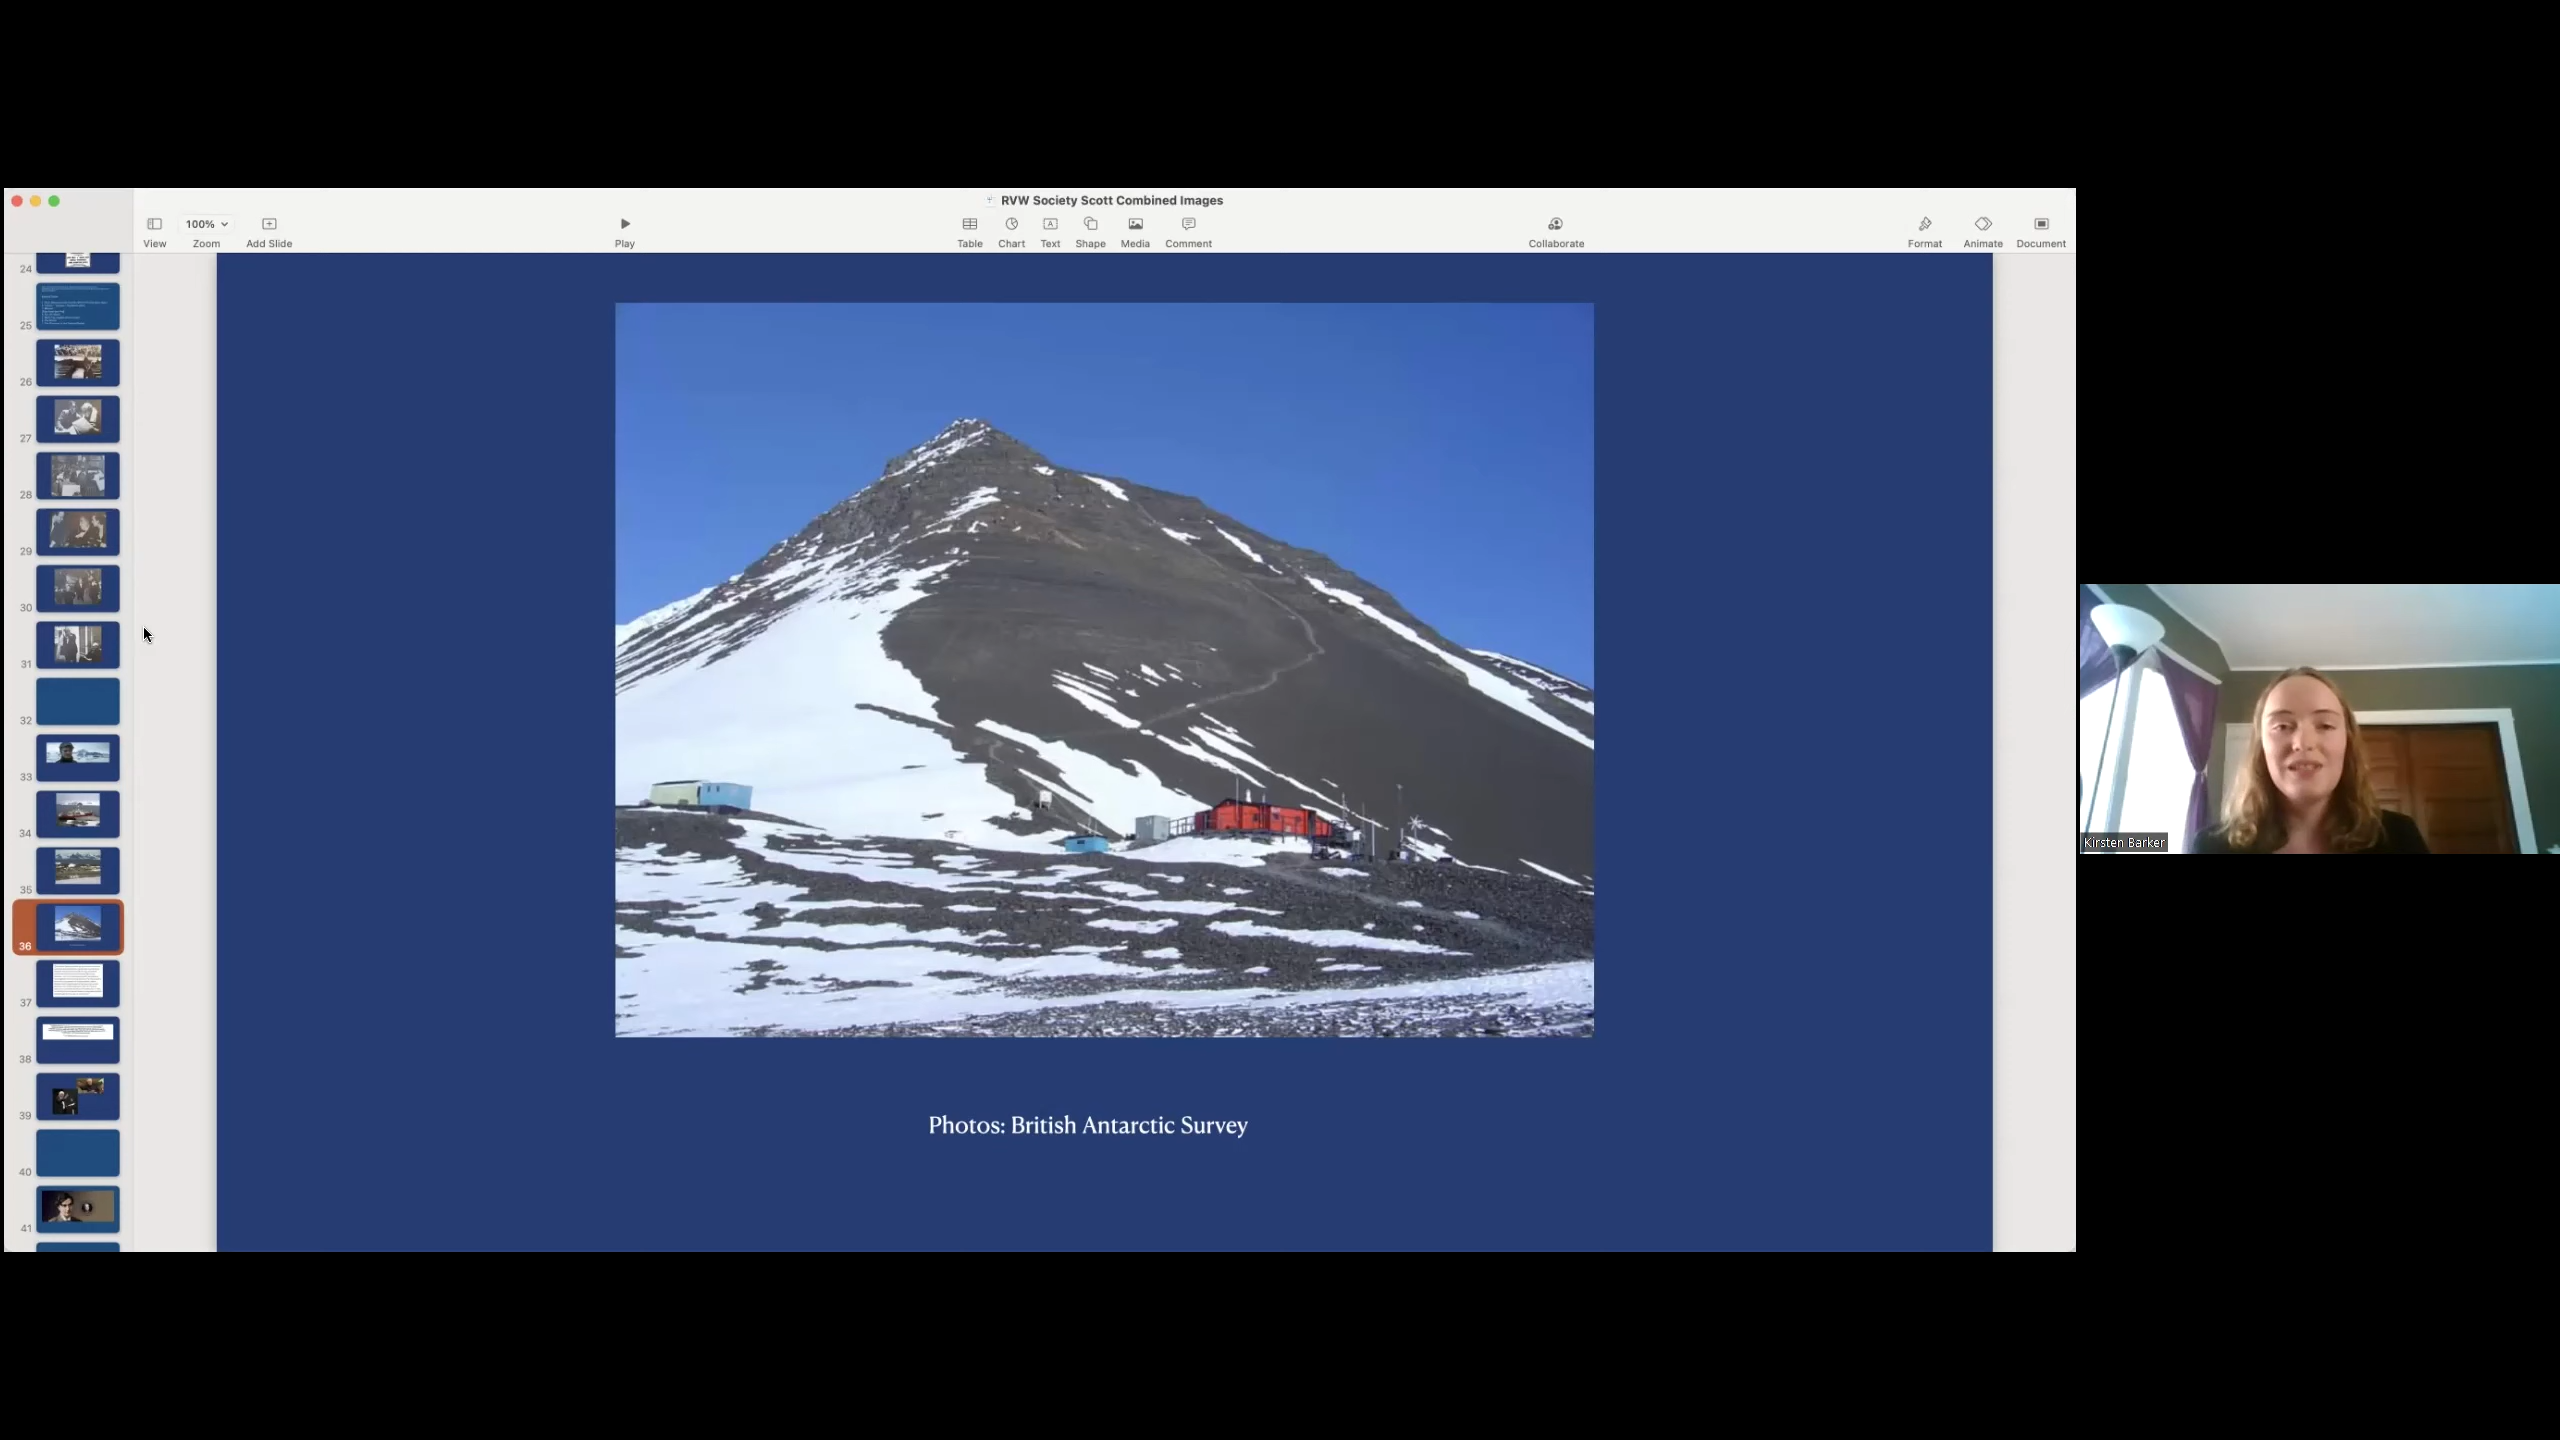 RVW Society Scott Combined Images
100%
View
Zoom
Add Slide
Play
Table
Chart
Text
Shape
Media
Comment
Collaborate
Format
Animate
Document
24
25
26
27
28
29
30
31
32
33
34
35
36
37
38
39
40
41
Photos: British Antarctic Survey
Kirsten Barker